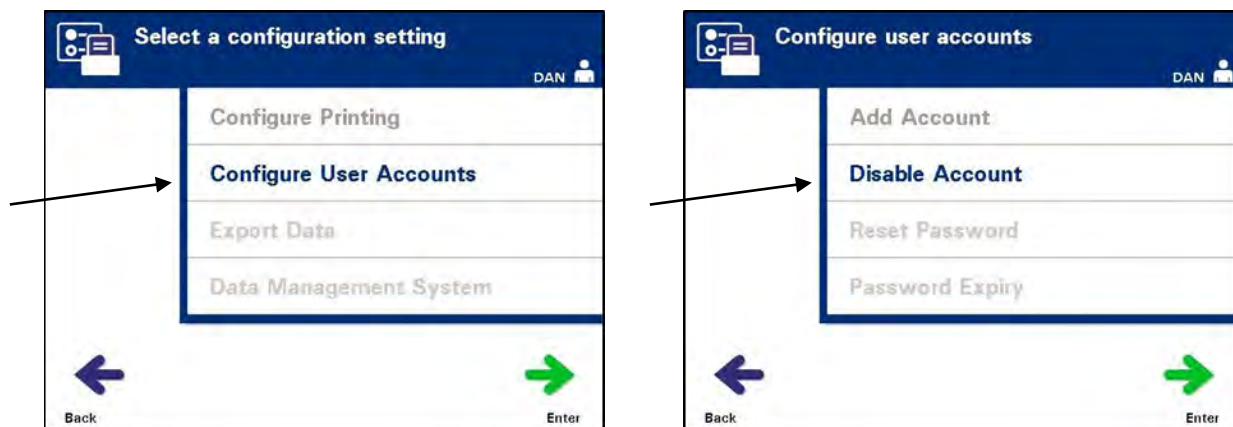 Select a configuration setting
DAN
Configure Printing
Configure User Accounts
Export Data
Data Management System
Back
Enter
Configure user accounts
DAN
Add Account
Disable Account
Reset Password
Password Expiry
Back
Enter